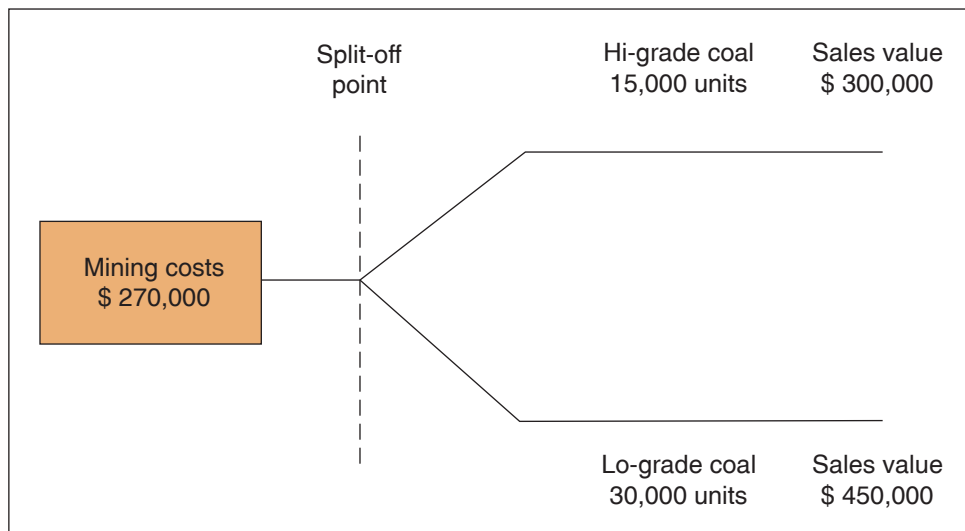 Split-off
point
Hi-grade coal
15,000 units
Sales value
$ 300,000
Mining costs
$ 270,000
Lo-grade coal
30,000 units
Sales value
$ 450,000